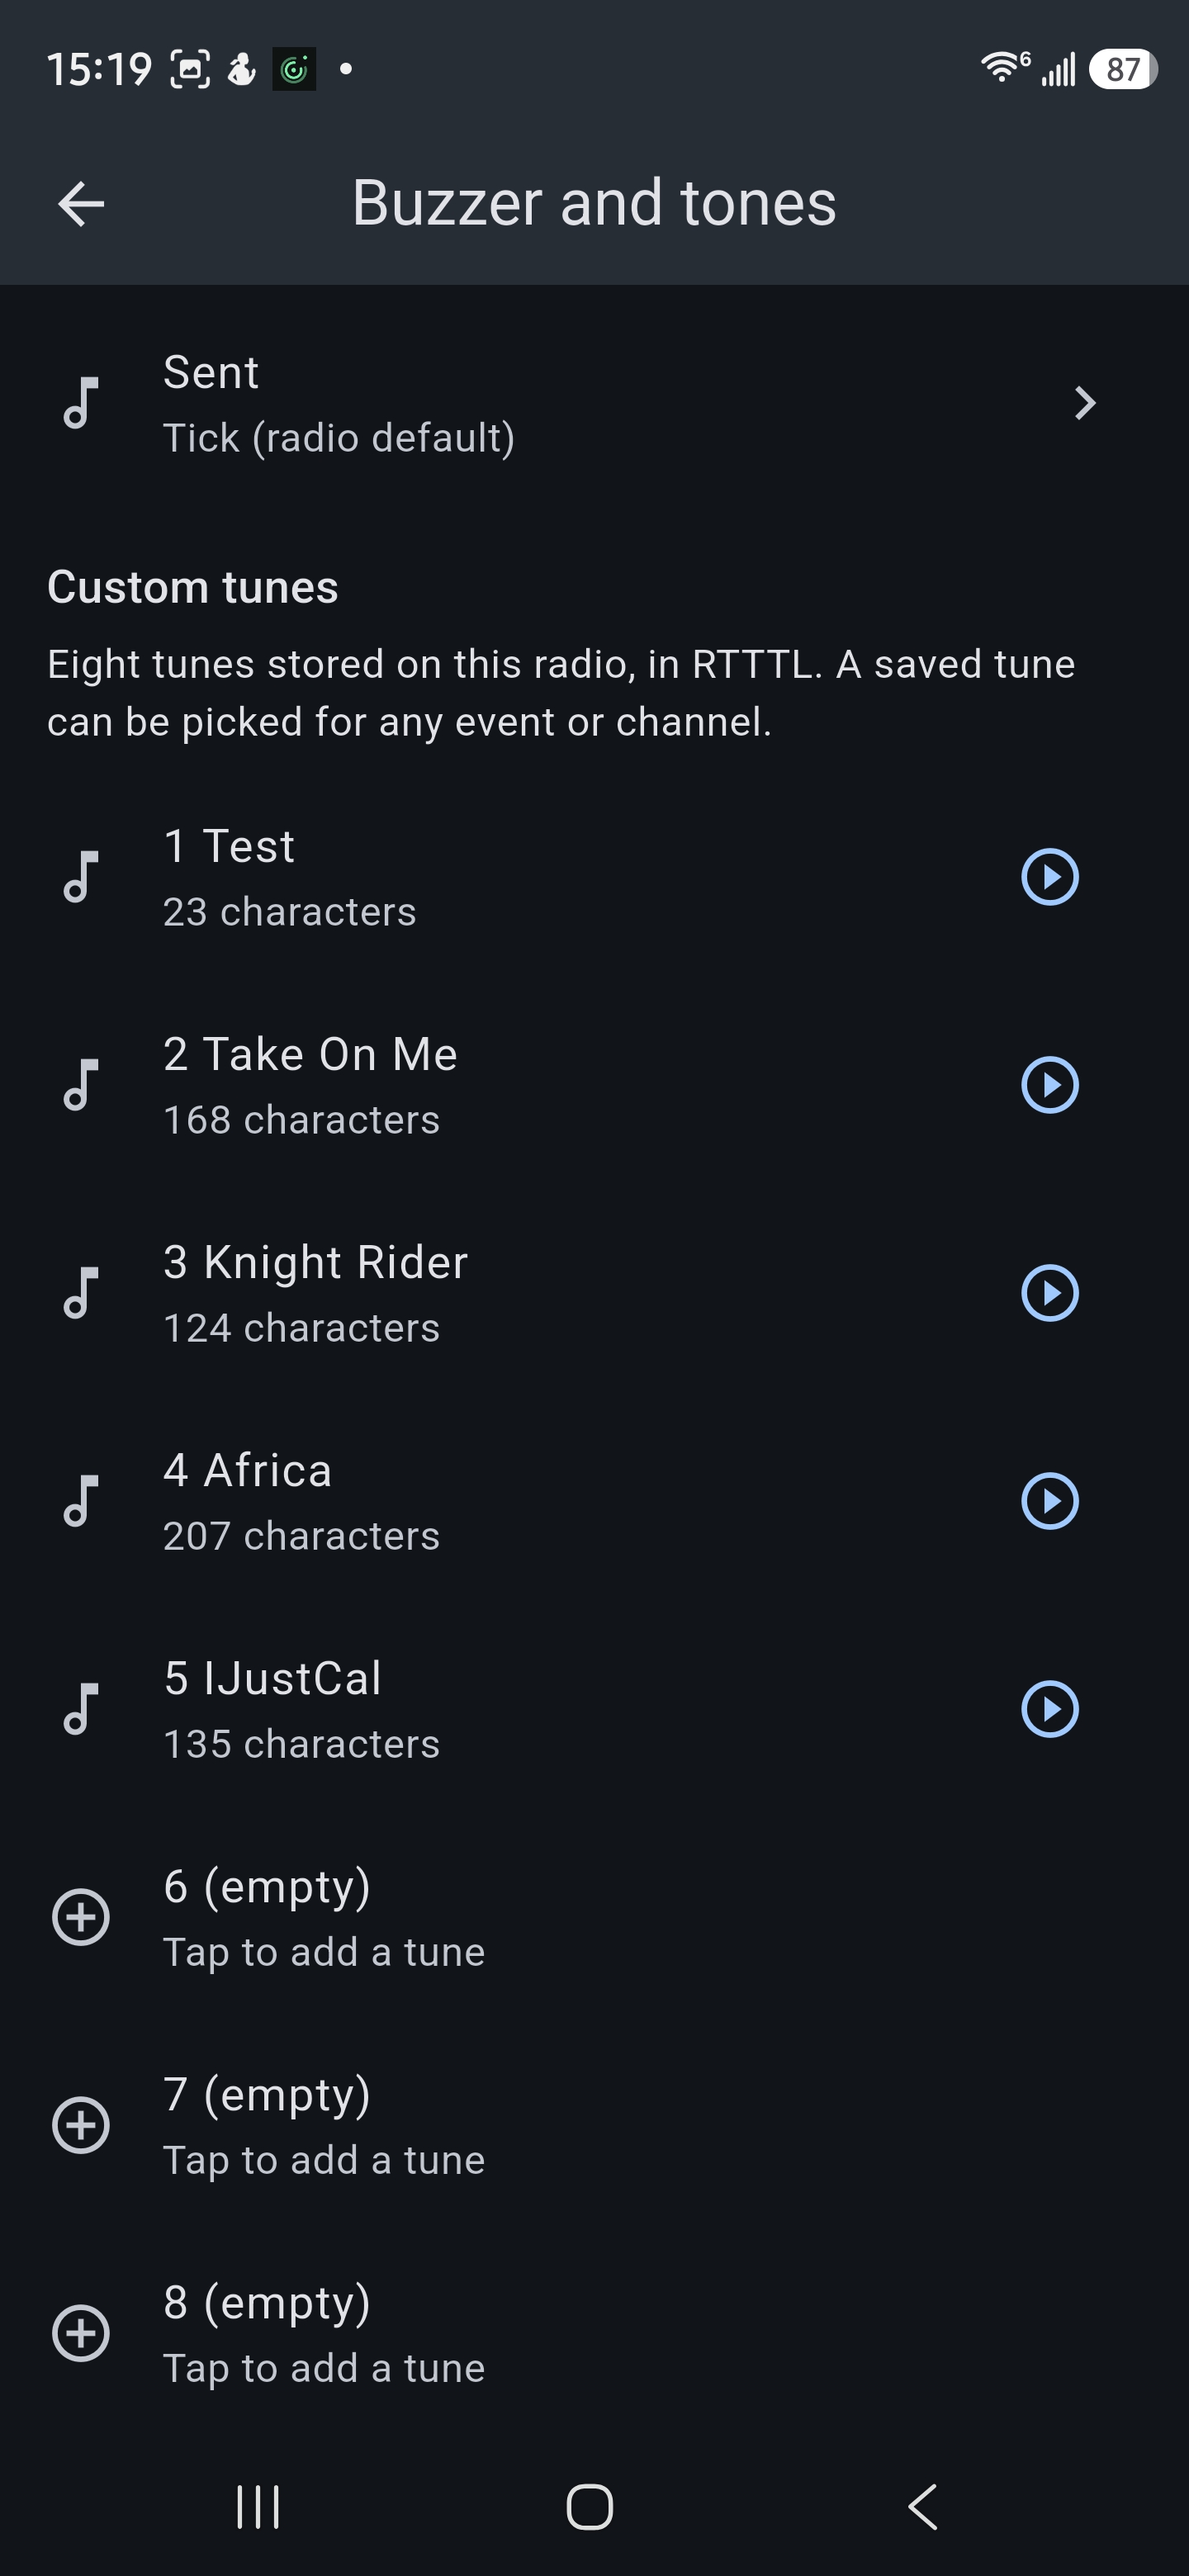 15:19
6
87
Buzzer and tones
Sent
Tick (radio default)
Custom tunes
Eight tunes stored on this radio, in RTTTL. A saved tune
can be picked for any event or channel.
1 Test
23 characters
2 Take On Me
168 characters
3 Knight Rider
124 characters
4 Africa
207 characters
5 IJustCal
135 characters
6 (empty)
Tap to add a tune
7 (empty)
Tap to add a tune
8 (empty)
Tap to add a tune